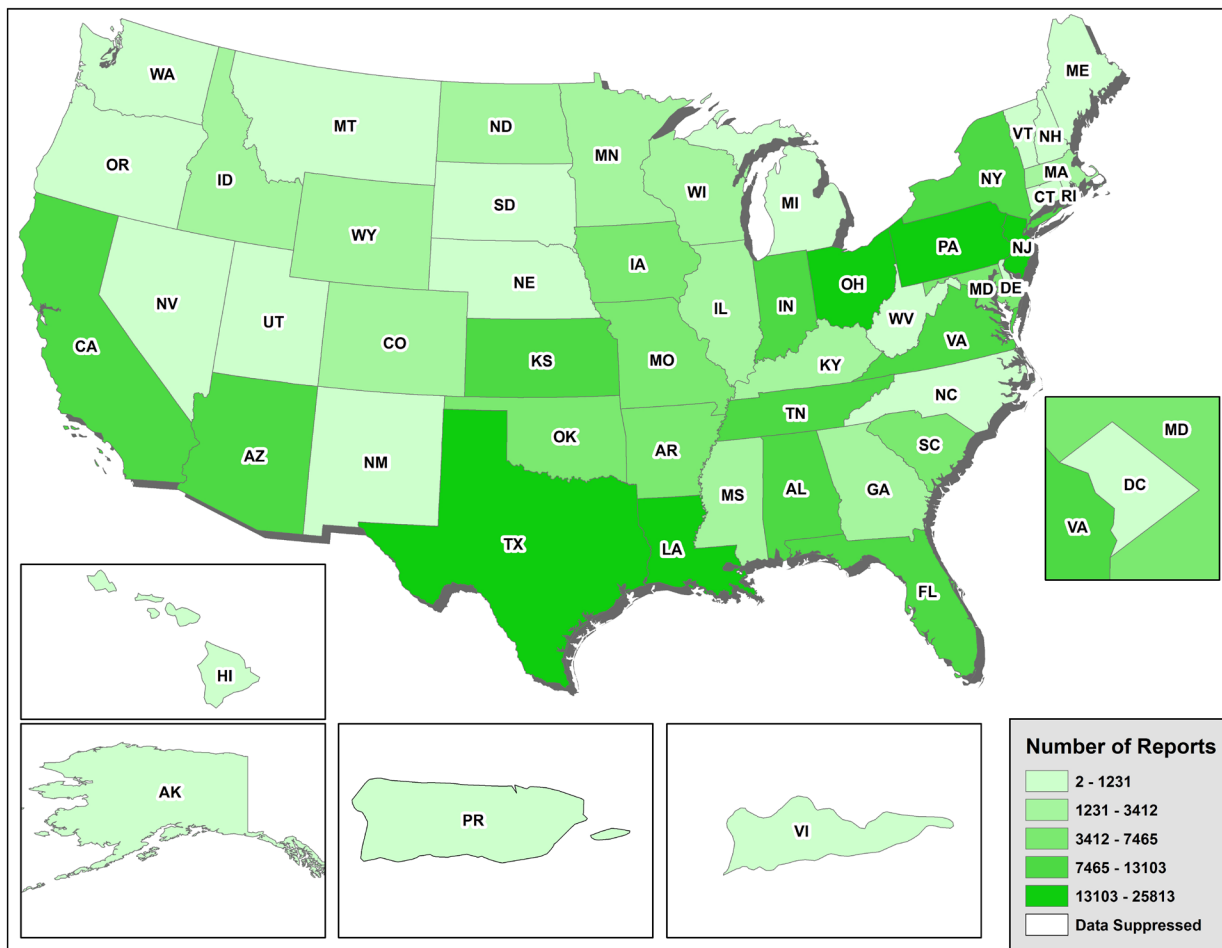 WA
ME
MT
ND
VT
NH
OR
MN
ID
MA
NY
WI
SD
CT
RI
MI
WY
PA
NJ
IA
NE
OH
MD
DE
NV
IL
IN
UT
WV
CO
CA
VA
KS
MO
KY
NC
TN
MD
OK
SC
AZ
AR
NM
DC
MS
AL
GA
VA
TX
LA
FL
HI
AK
PR
VI
Number of Reports
2 - 1231
1231 - 3412
3412 - 7465
7465 - 13103
13103 - 25813
Data Suppressed